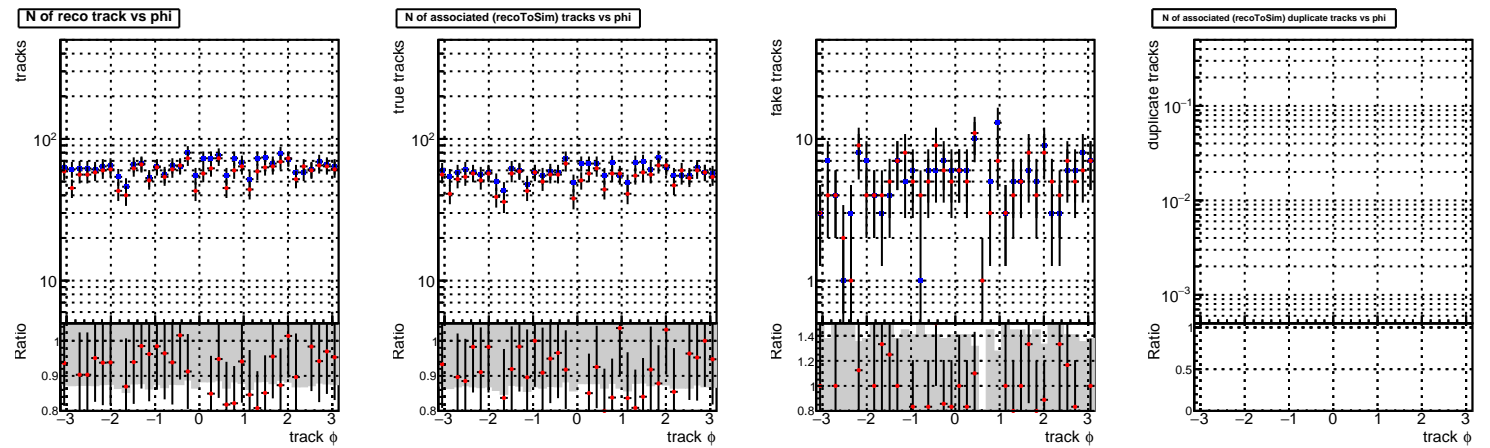 N of reco track vs phi
tracks
10²
10
Ratio
1
0.9
0.8
−3 −2 −1 0 1 2 3
track ϕ
N of associated (recoToSim) tracks vs phi
true tracks
10²
10
Ratio
1
0.9
0.8
−3 −2 −1 0 1 2 3
track ϕ
fake tracks
10
1
Ratio
1.4
1.2
1
0.8
−3 −2 −1 0 1 2 3
track ϕ
N of associated (recoToSim) duplicate tracks vs phi
duplicate tracks
10⁻¹
10⁻²
10⁻³
Ratio
1
0.5
0
−3 −2 −1 0 1 2 3
track ϕ